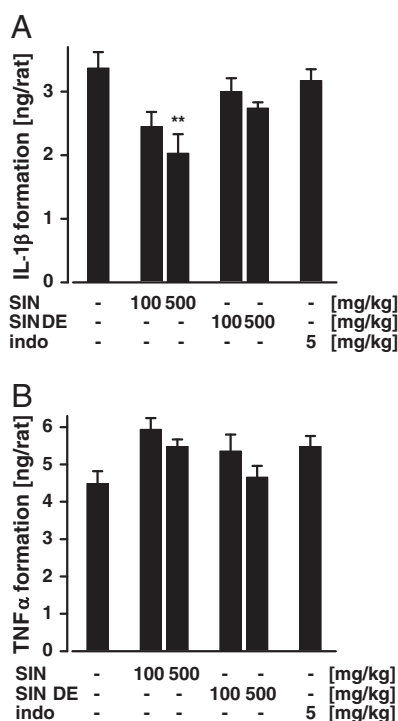 A
IL-1β formation [ng/rat]
3
2
1
0
**
SIN - 100 500 - - - [mg/kg]
SIN DE - - - 100 500 - [mg/kg]
indo - - - - - 5 [mg/kg]
B
TNFα formation [ng/rat]
6
5
4
3
2
1
0
SIN - 100 500 - - - [mg/kg]
SIN DE - - - 100 500 - [mg/kg]
indo - - - - - 5 [mg/kg]